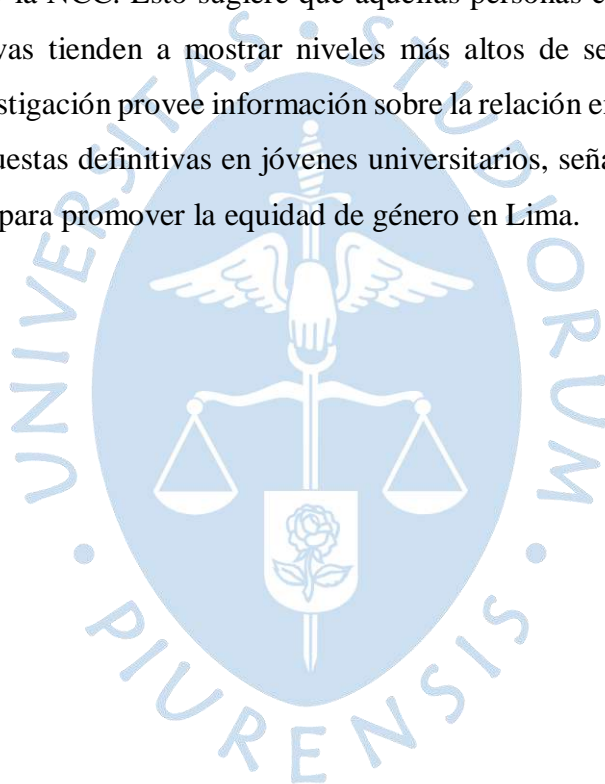 la NCC. Esto sugiere que aquellas personas
vas tienden a mostrar niveles más altos de se
stigación provee información sobre la relación e
uestas definitivas en jóvenes universitarios, seña
para promover la equidad de género en Lima.
UNIVERSITAS • STUDIORUM • PIURENSIS